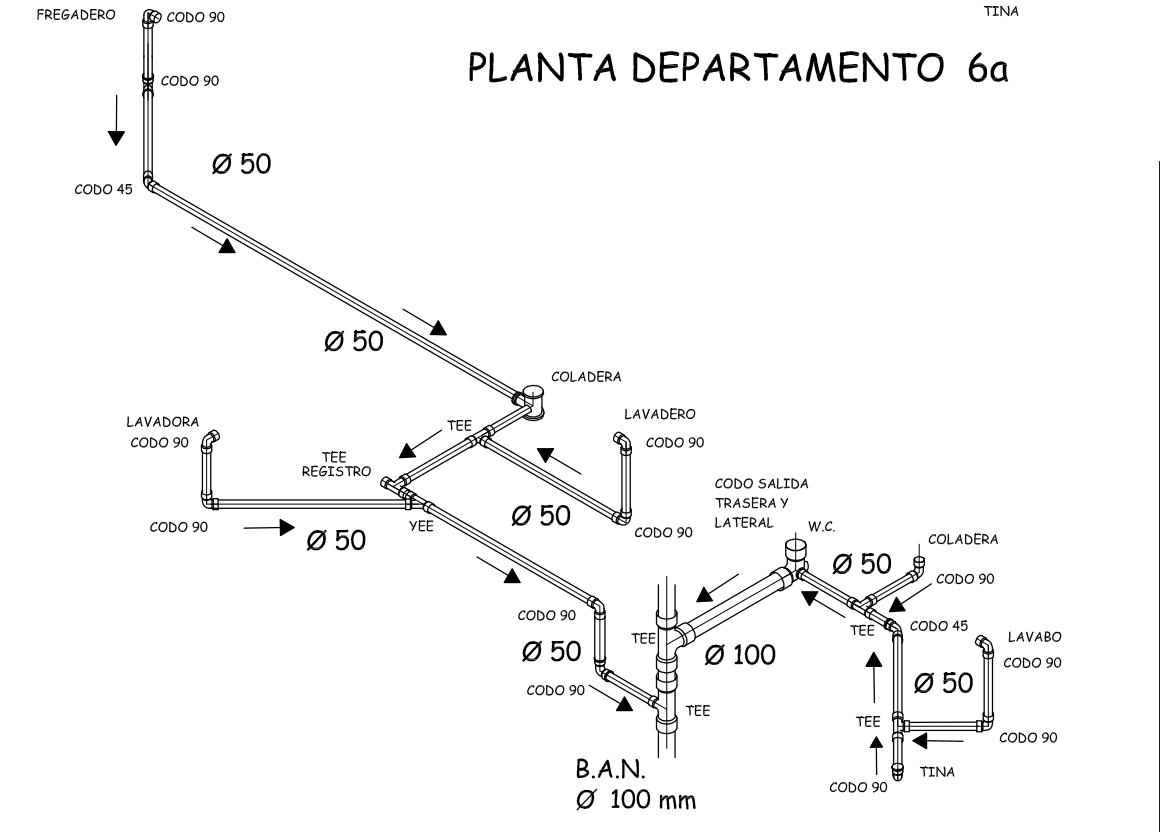 FREGADERO
CODO 90
TINA
PLANTA DEPARTAMENTO 6a
CODO 90
Ø 50
CODO 45
Ø 50
COLADERA
LAVADORA
CODO 90
TEE
LAVADERO
CODO 90
TEE
REGISTRO
CODO SALIDA
TRASERA Y
LATERAL
W.C.
CODO 90
Ø 50
YEE
Ø 50
CODO 90
COLADERA
Ø 50
CODO 90
CODO 90
TEE
Ø 100
TEE
CODO 45
LAVABO
CODO 90
Ø 50
CODO 90
TEE
Ø 50
TEE
CODO 90
TINA
CODO 90
B.A.N.
Ø 100 mm